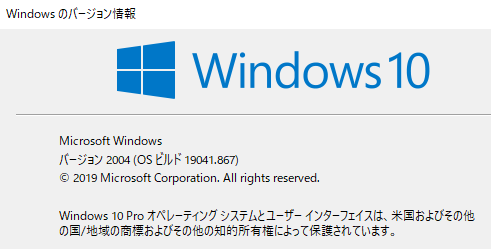 Windows のバージョン情報
Windows 10
Microsoft Windows
バージョン 2004 (OS ビルド 19041.867)
© 2019 Microsoft Corporation. All rights reserved.
Windows 10 Pro オペレーティング システムとユーザー インターフェイスは、米国およびその他
の国/地域の商標およびその他の知的所有権によって保護されています。